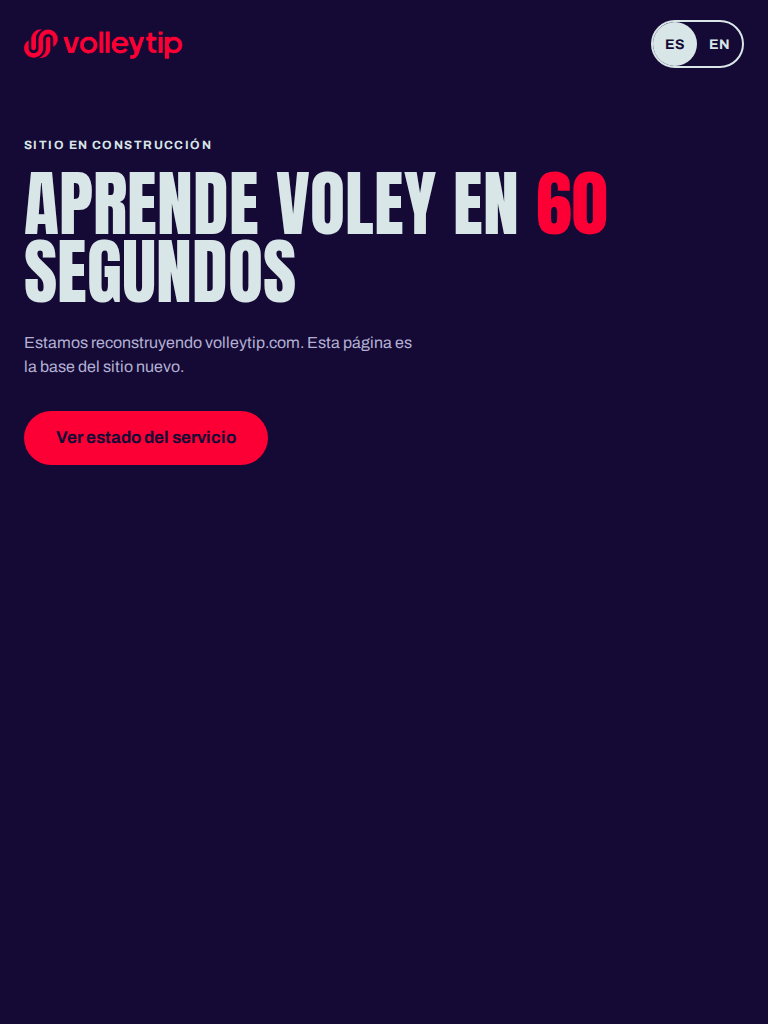 volleytip
ES EN
SITIO EN CONSTRUCCIÓN
APRENDE VOLEY EN 60
SEGUNDOS
Estamos reconstruyendo volleytip.com. Esta página es
la base del sitio nuevo.
Ver estado del servicio